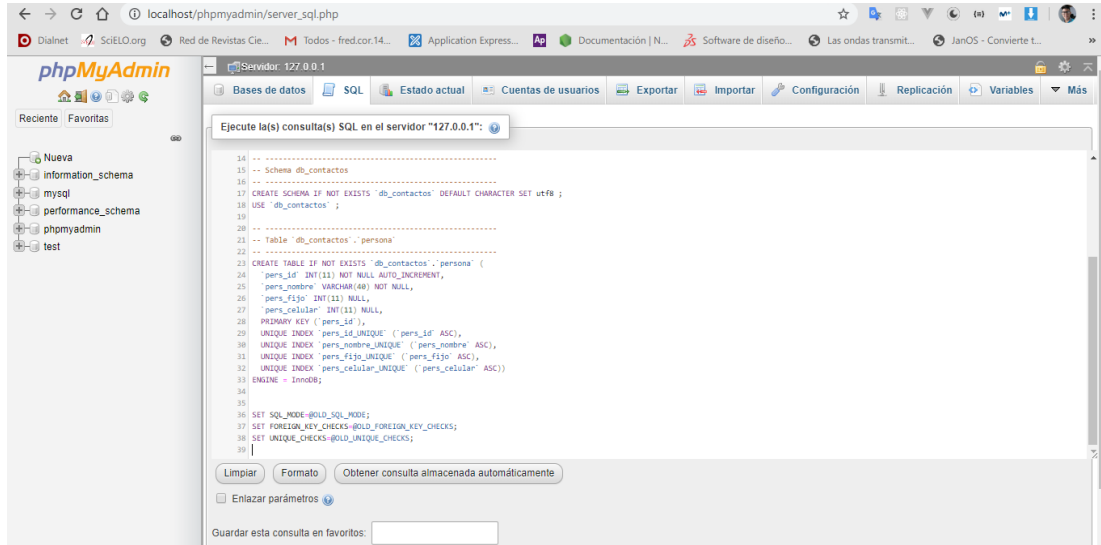 localhost/phpmyadmin/server_sql.php
Dialnet SciELO.org Red de Revistas Cie... Todos - fred.cor.14... Application Express... Ap Documentación | N... Software de diseño... Las ondas transmit... JanOS - Convierte t... »
phpMyAdmin
Reciente Favoritas
Nueva
information_schema
mysql
performance_schema
phpmyadmin
test
Servidor: 127.0.0.1
Bases de datos SQL Estado actual Cuentas de usuarios Exportar Importar Configuración Replicación Variables Más
Ejecute la(s) consulta(s) SQL en el servidor "127.0.0.1":
14 -- -----------------------------------------------------
15 -- Schema db_contactos
16 -- -----------------------------------------------------
17 CREATE SCHEMA IF NOT EXISTS `db_contactos` DEFAULT CHARACTER SET utf8 ;
18 USE `db_contactos` ;
19
20 -- -----------------------------------------------------
21 -- Table `db_contactos`.`persona`
22 -- -----------------------------------------------------
23 CREATE TABLE IF NOT EXISTS `db_contactos`.`persona` (
24 `pers_id` INT(11) NOT NULL AUTO_INCREMENT,
25 `pers_nombre` VARCHAR(40) NOT NULL,
26 `pers_fijo` INT(11) NULL,
27 `pers_celular` INT(11) NULL,
28 PRIMARY KEY (`pers_id`),
29 UNIQUE INDEX `pers_id_UNIQUE` (`pers_id` ASC),
30 UNIQUE INDEX `pers_nombre_UNIQUE` (`pers_nombre` ASC),
31 UNIQUE INDEX `pers_fijo_UNIQUE` (`pers_fijo` ASC),
32 UNIQUE INDEX `pers_celular_UNIQUE` (`pers_celular` ASC))
33 ENGINE = InnoDB;
34
35
36 SET SQL_MODE=@OLD_SQL_MODE;
37 SET FOREIGN_KEY_CHECKS=@OLD_FOREIGN_KEY_CHECKS;
38 SET UNIQUE_CHECKS=@OLD_UNIQUE_CHECKS;
39
Limpiar Formato Obtener consulta almacenada automáticamente
Enlazar parámetros
Guardar esta consulta en favoritos: